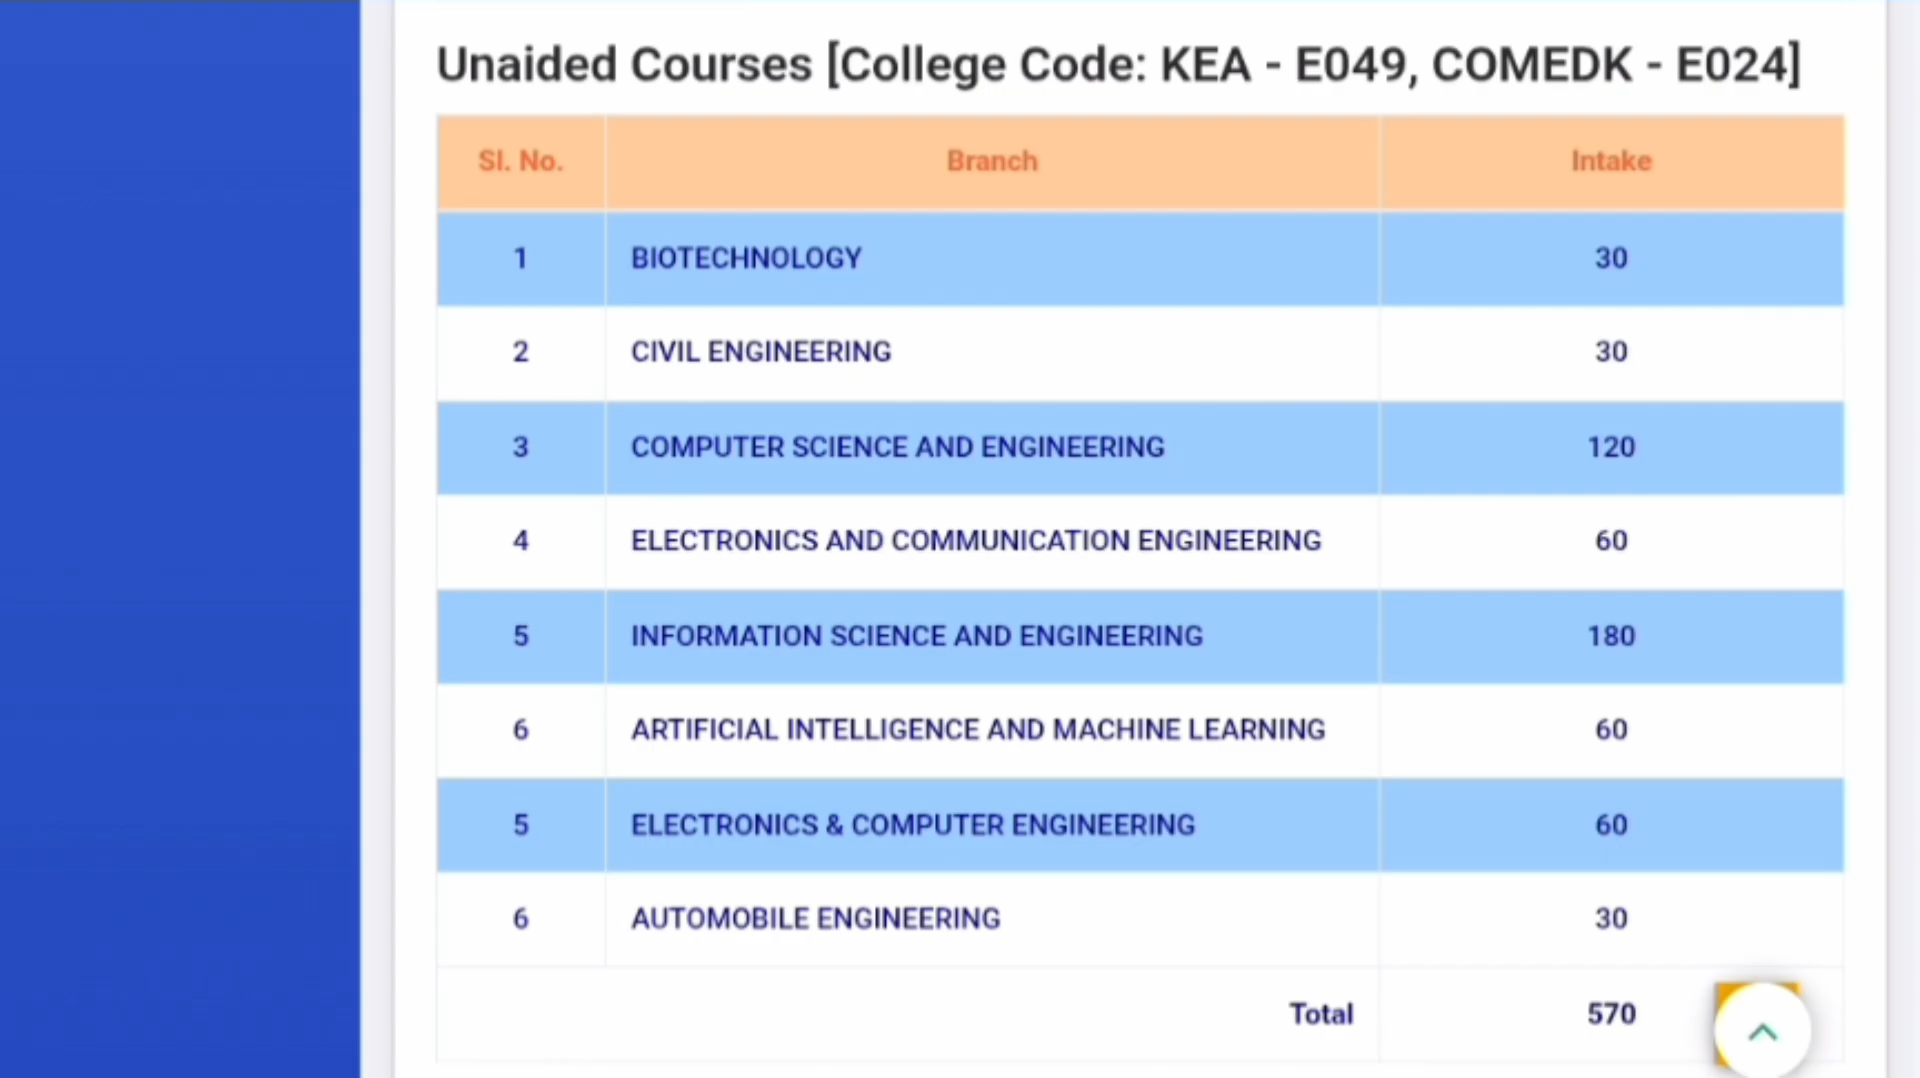 Unaided Courses [College Code: KEA - E049, COMEDK - E024]
Sl. No. Branch Intake
1 BIOTECHNOLOGY 30
2 CIVIL ENGINEERING 30
3 COMPUTER SCIENCE AND ENGINEERING 120
4 ELECTRONICS AND COMMUNICATION ENGINEERING 60
5 INFORMATION SCIENCE AND ENGINEERING 180
6 ARTIFICIAL INTELLIGENCE AND MACHINE LEARNING 60
5 ELECTRONICS & COMPUTER ENGINEERING 60
6 AUTOMOBILE ENGINEERING 30
Total 570